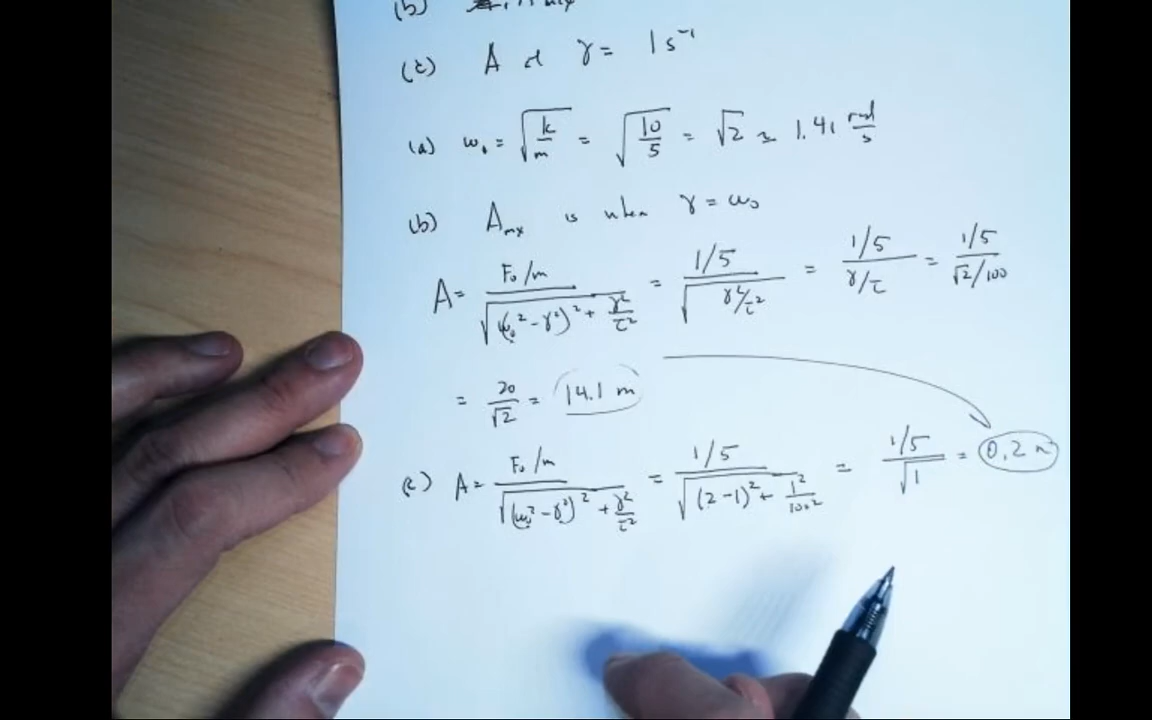 (b)
(c) A at γ = 1 s⁻¹
(a) ω₀ = √(k/m) = √(10/5) = √2 ≈ 1.41 rad/s
(b) A_max is when γ = ω₀
A = (F₀/m)/√((ω₀² - γ²)² + γ²/τ²) = (1/5)/√(γ²/τ²) = (1/5)/(γ/τ) = (1/5)/(√2/100)
= 20/√2 = 14.1 m
(c) A = (F₀/m)/√((ω₀² - γ²)² + γ²/τ²) = (1/5)/√((2-1)² + 1²/100²) = (1/5)/√1 = 0.2 m